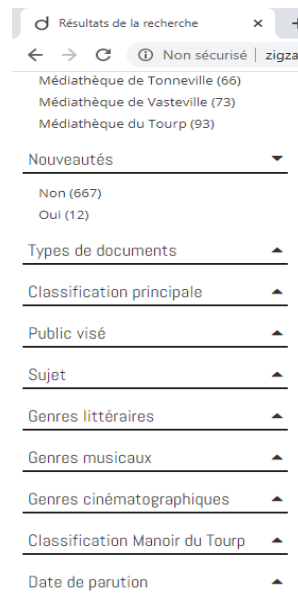 Résultats de la recherche
Non sécurisé | zigza
Médiathèque de Tonneville (66)
Médiathèque de Vasteville (73)
Médiathèque du Tourp (93)
Nouveautés
Non (667)
Oui (12)
Types de documents
Classification principale
Public visé
Sujet
Genres littéraires
Genres musicaux
Genres cinématographiques
Classification Manoir du Tourp
Date de parution